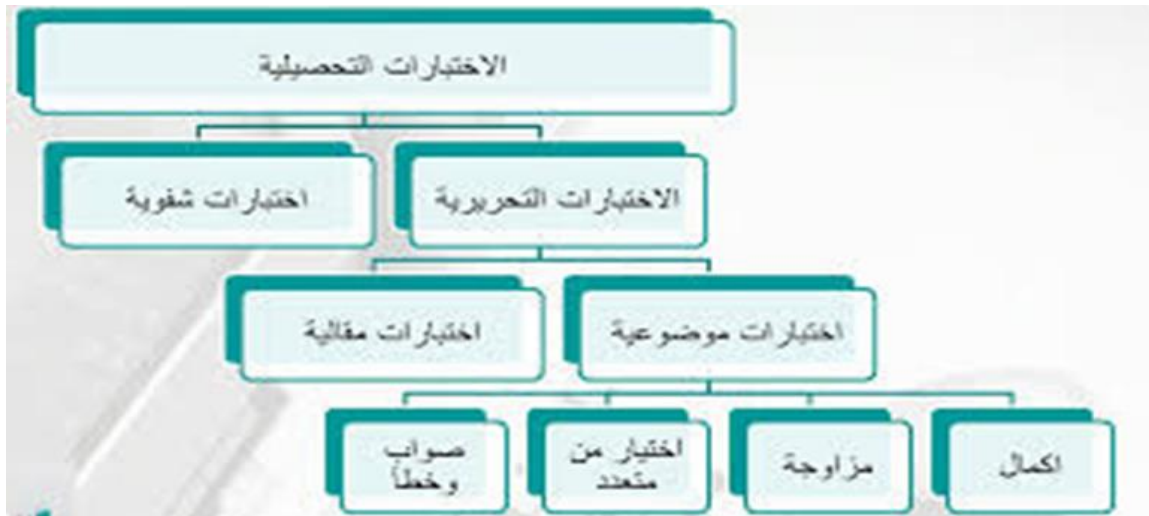 الاختبارات التحصيلية
الاختبارات التحريرية
اختبارات شفوية
اختبارات موضوعية
اختبارات مقالية
اكمال
مزاوجة
اختيار من
متعدد
صواب
وخطأ